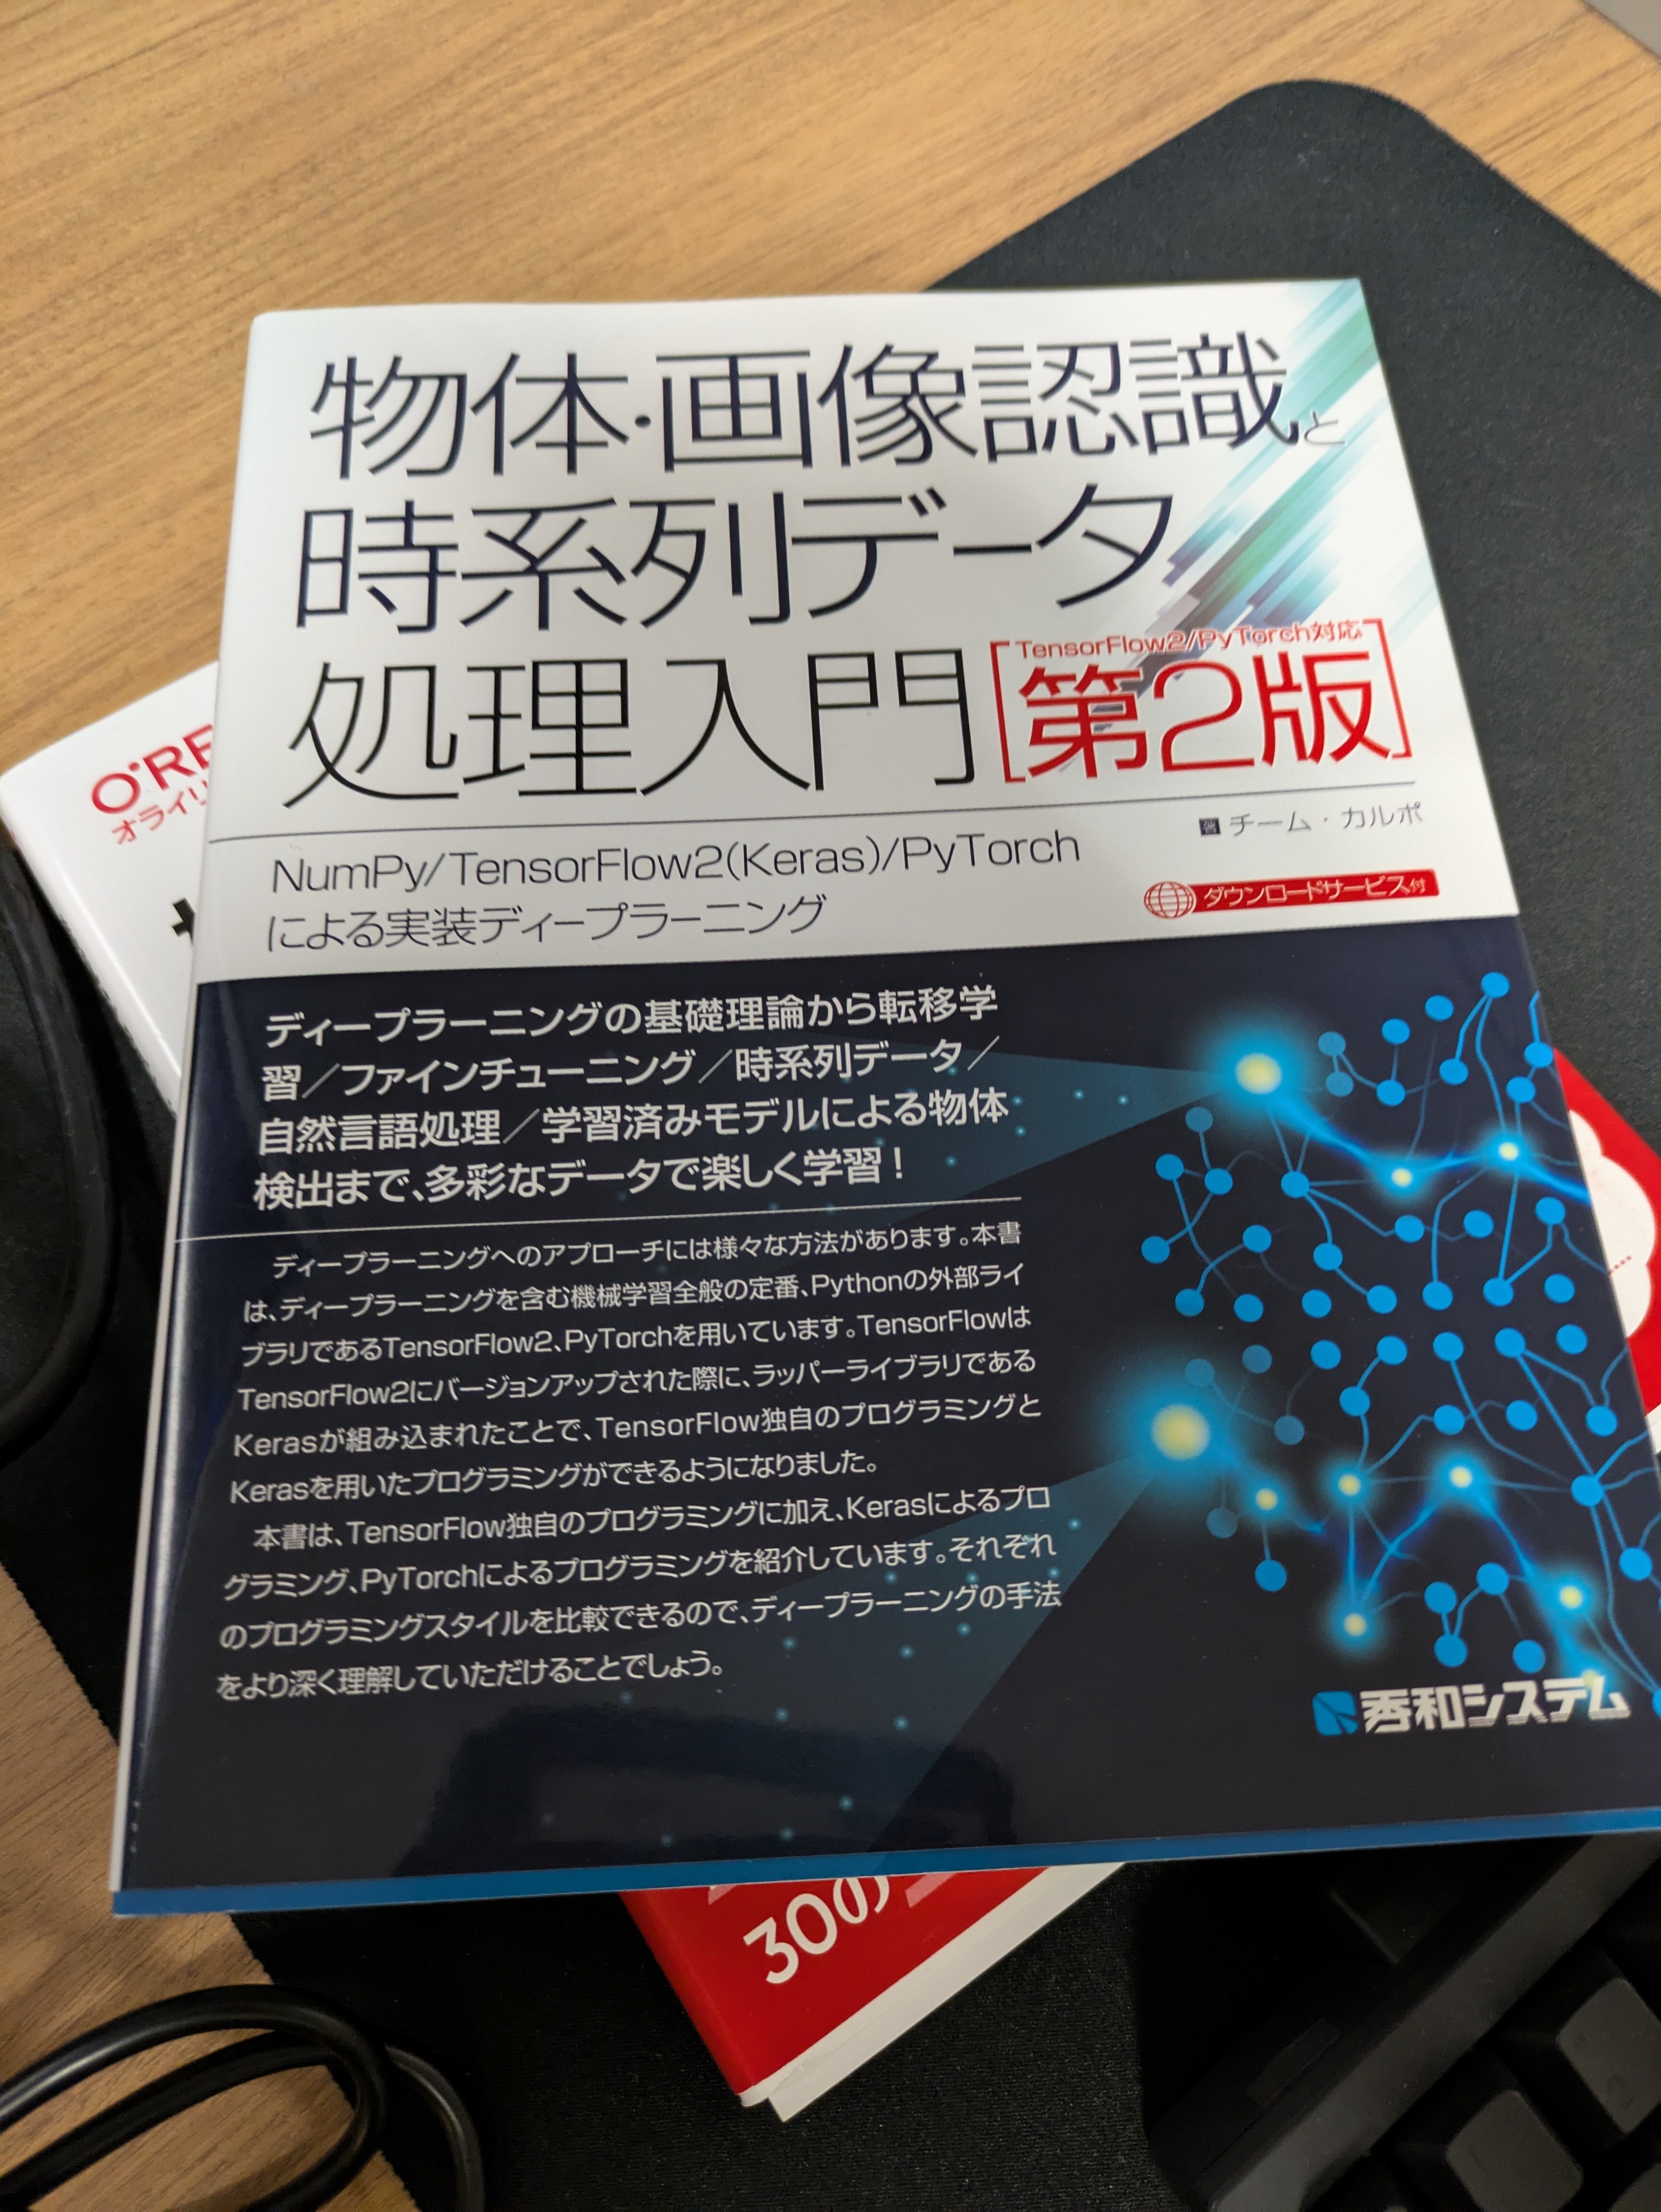 物体・画像認識と
時系列データ
処理入門
TensorFlow2/PyTorch対応
[第2版]
著 チーム・カルポ
NumPy/TensorFlow2(Keras)/PyTorch
による実装ディープラーニング
ダウンロードサービス付
ディープラーニングの基礎理論から転移学
習／ファインチューニング／時系列データ／
自然言語処理／学習済みモデルによる物体
検出まで、多彩なデータで楽しく学習！
ディープラーニングへのアプローチには様々な方法があります。本書
は、ディープラーニングを含む機械学習全般の定番、Pythonの外部ライ
ブラリであるTensorFlow2、PyTorchを用いています。TensorFlowは
TensorFlow2にバージョンアップされた際に、ラッパーライブラリである
Kerasが組み込まれたことで、TensorFlow独自のプログラミングと
Kerasを用いたプログラミングができるようになりました。
本書は、TensorFlow独自のプログラミングに加え、Kerasによるプロ
グラミング、PyTorchによるプログラミングを紹介しています。それぞれ
のプログラミングスタイルを比較できるので、ディープラーニングの手法
をより深く理解していただけることでしょう。
秀和システム
O'RE
オライリ
30の